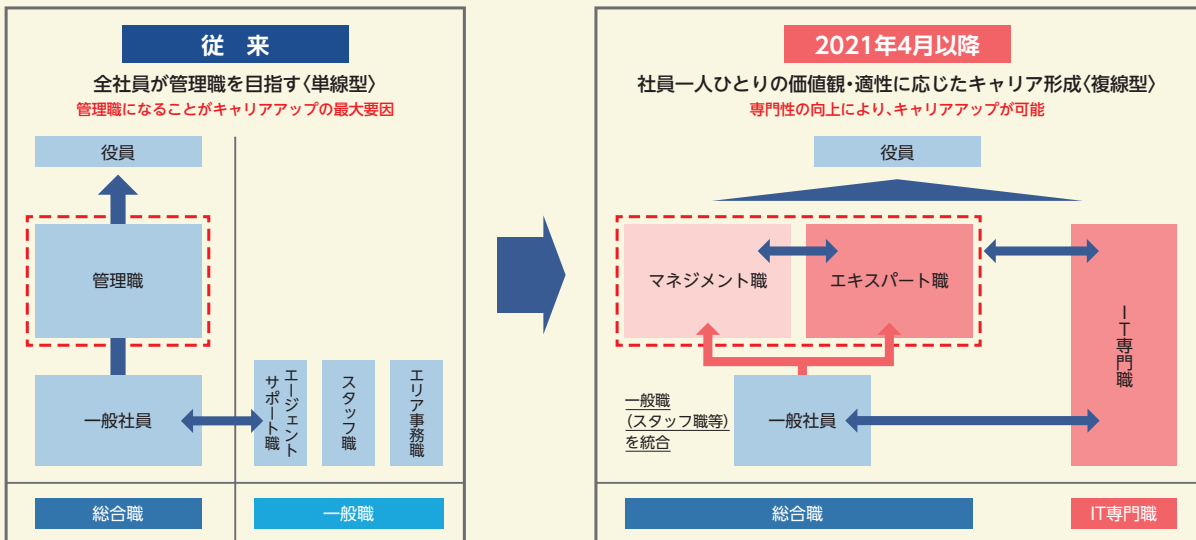 従 来
全社員が管理職を目指す〈単線型〉
管理職になることがキャリアアップの最大要因
役員
管理職
一般社員
エージェント
サポート職
スタッフ職
エリア事務職
総合職
一般職
2021年4月以降
社員一人ひとりの価値観・適性に応じたキャリア形成〈複線型〉
専門性の向上により、キャリアアップが可能
役員
マネジメント職
エキスパート職
IT専門職
一般職
(スタッフ職等)
を統合
一般社員
総合職
IT専門職